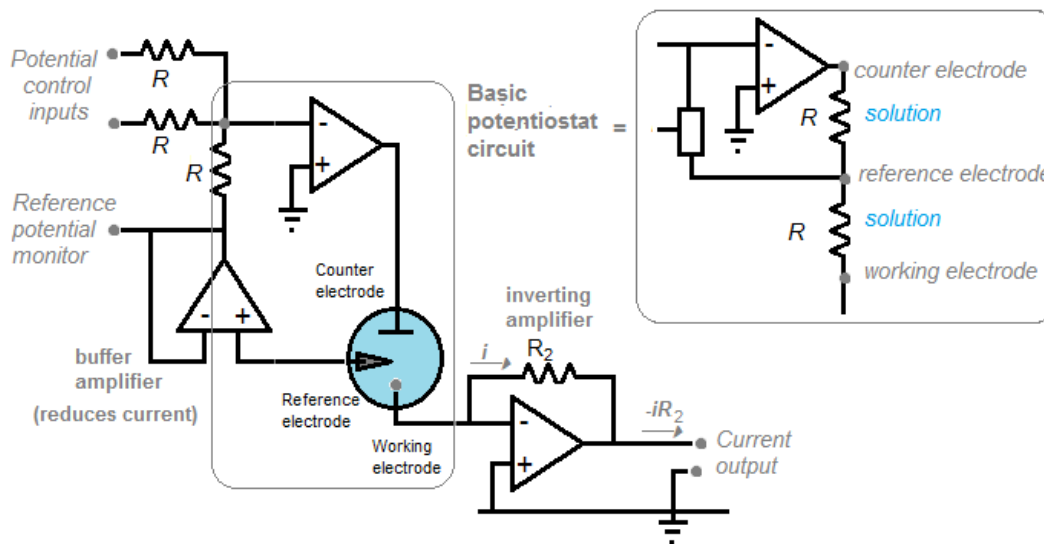 Potential
control
inputs
R
R
R
-
+
Reference
potential
monitor
-
+
buffer
amplifier
(reduces current)
Counter
electrode
Reference
electrode
Working
electrode
inverting
amplifier
i
R2
-
+
-iR2
Current
output
Basic
potentiostat =
circuit
-
+
counter electrode
R
solution
reference electrode
solution
R
working electrode